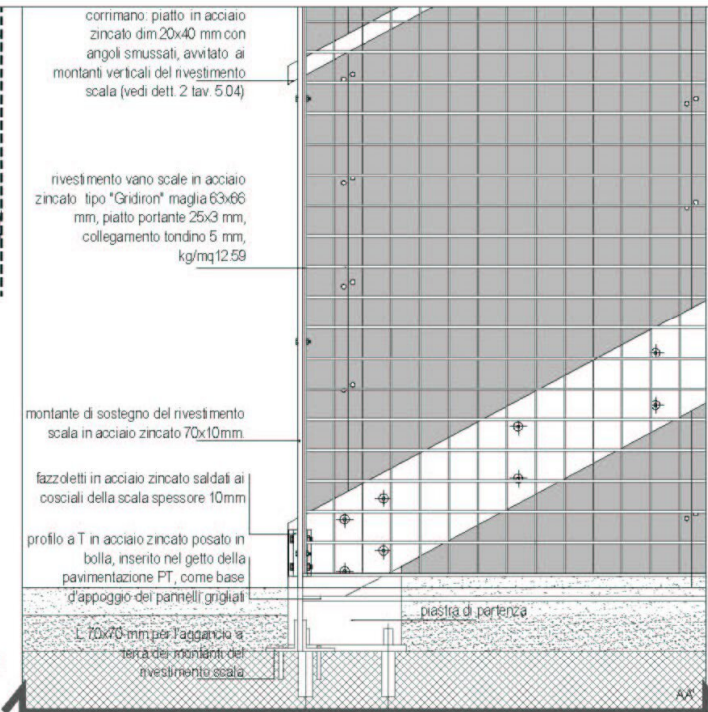 corrimano: piatto in acciaio
zincato dim.20x40 mm con
angoli smussati, avvitato ai
montanti verticali del rivestimento
scala (vedi dett. 2 tav. 5.04)
rivestimento vano scale in acciaio
zincato tipo "Gridiron" maglia 63x66
mm, piatto portante 25x3 mm,
collegamento tondino 5 mm,
kg/mq12.59
montante di sostegno del rivestimento
scala in acciaio zincato 70x10mm
fazzoletti in acciaio zincato saldati ai
cosciali della scala spessore 10mm
profilo a T in acciaio zincato posato in
bolla, inserito nel getto della
pavimentazione PT, come base
d'appoggio dei pannelli grigliati
piastra di partenza
L 70x70 mm per l'aggancio a
terra dei montanti del
rivestimento scala
AA'